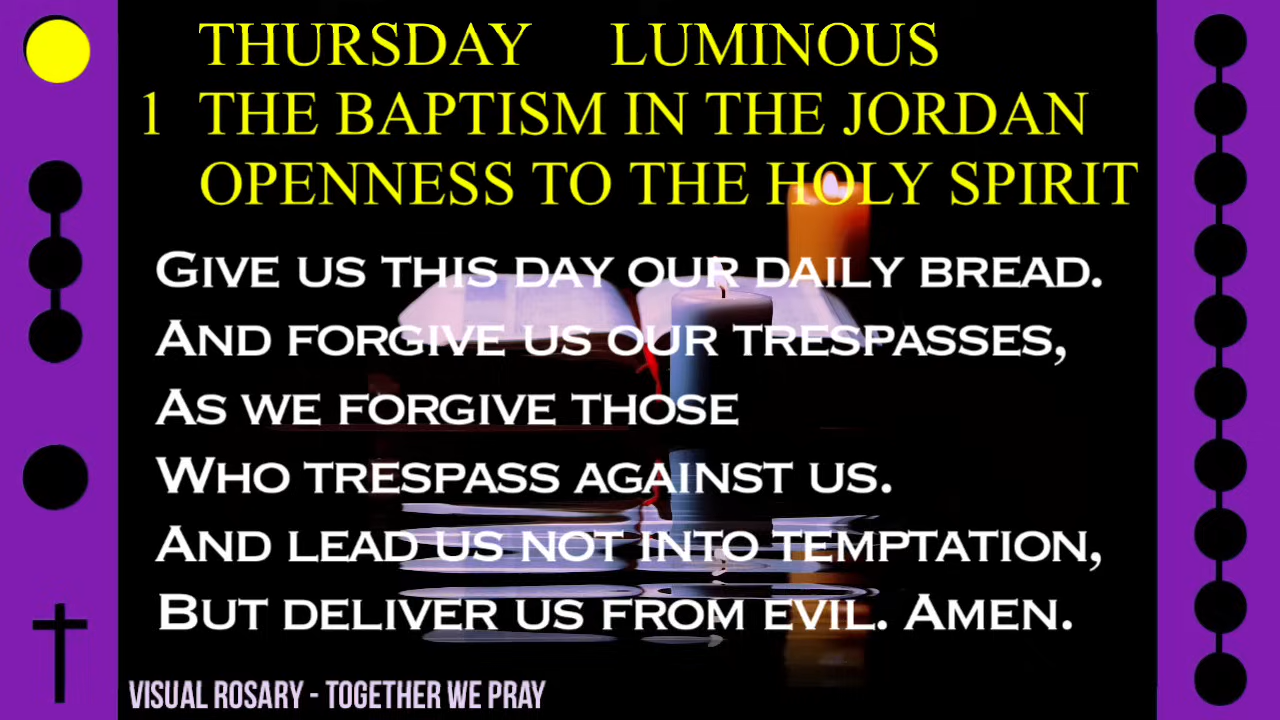 THURSDAY LUMINOUS
1 THE BAPTISM IN THE JORDAN
OPENNESS TO THE HOLY SPIRIT
GIVE US THIS DAY OUR DAILY BREAD.
AND FORGIVE US OUR TRESPASSES,
AS WE FORGIVE THOSE
WHO TRESPASS AGAINST US.
AND LEAD US NOT INTO TEMPTATION,
BUT DELIVER US FROM EVIL. AMEN.
VISUAL ROSARY - TOGETHER WE PRAY